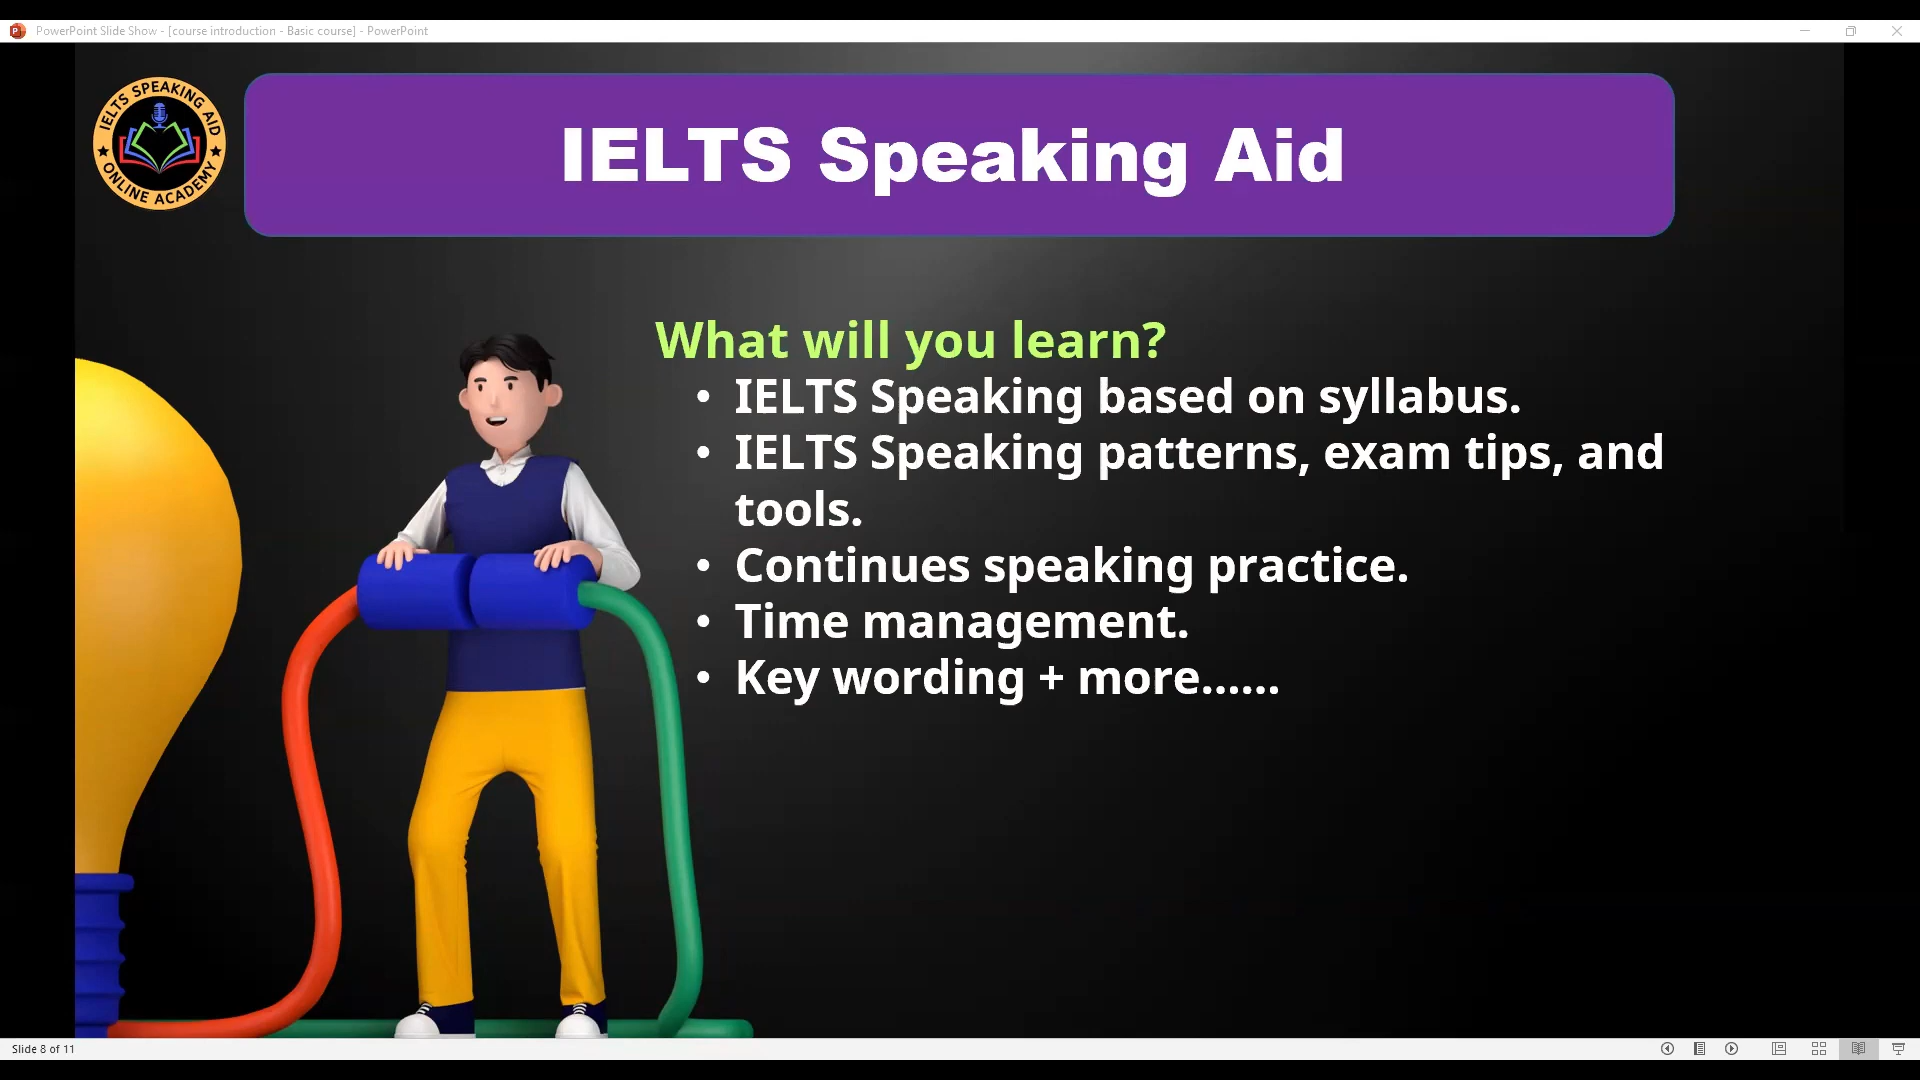 PowerPoint Slide Show - [course introduction - Basic course] - PowerPoint
IELTS SPEAKING AID
ONLINE ACADEMY
IELTS Speaking Aid
What will you learn?
• IELTS Speaking based on syllabus.
• IELTS Speaking patterns, exam tips, and
tools.
• Continues speaking practice.
• Time management.
• Key wording + more......
Slide 8 of 11